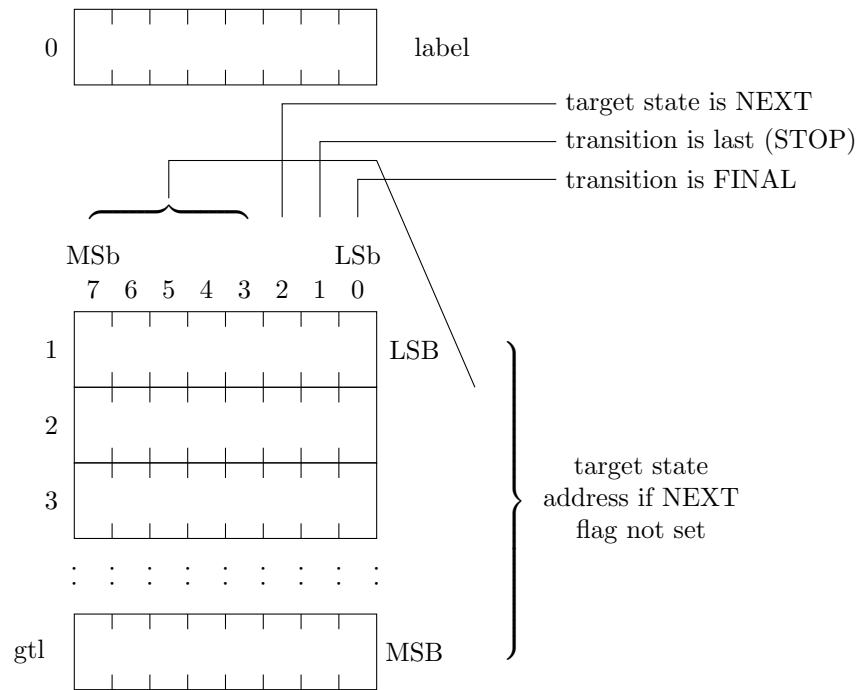 0 label
target state is NEXT
transition is last (STOP)
transition is FINAL
MSb LSb
7 6 5 4 3 2 1 0
1 LSB
2
3
target state
address if NEXT
flag not set
: : : : : : : : :
gtl MSB